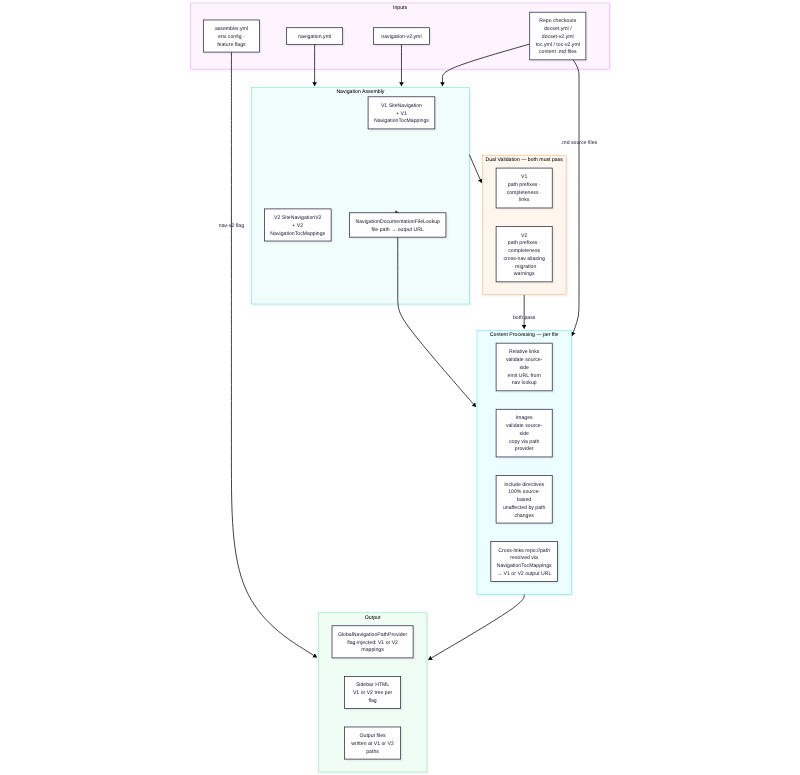 Inputs
assembler.yml
env config ·
feature flags
navigation.yml
navigation-v2.yml
Repo checkouts
docset.yml /
docset-v2.yml
toc.yml / toc-v2.yml
content .md files
Navigation Assembly
V1 SiteNavigation
+ V1
NavigationTocMappings
V2 SiteNavigationV2
+ V2
NavigationTocMappings
NavigationDocumentationFileLookup
file path → output URL
.md source files
nav-v2 flag
Dual Validation — both must pass
V1
path prefixes ·
completeness ·
links
V2
path prefixes ·
completeness
cross-nav aliasing
· migration
warnings
both pass
Content Processing — per file
Relative links
validate source-
side
emit URL from
nav lookup
Images
validate source-
side
copy via path
provider
Include directives
100% source-
based
unaffected by path
changes
Cross-links repo://path
resolved via
NavigationTocMappings
→ V1 or V2 output URL
Output
GlobalNavigationPathProvider
flag-injected: V1 or V2
mappings
Sidebar HTML
V1 or V2 tree per
flag
Output files
written at V1 or V2
paths